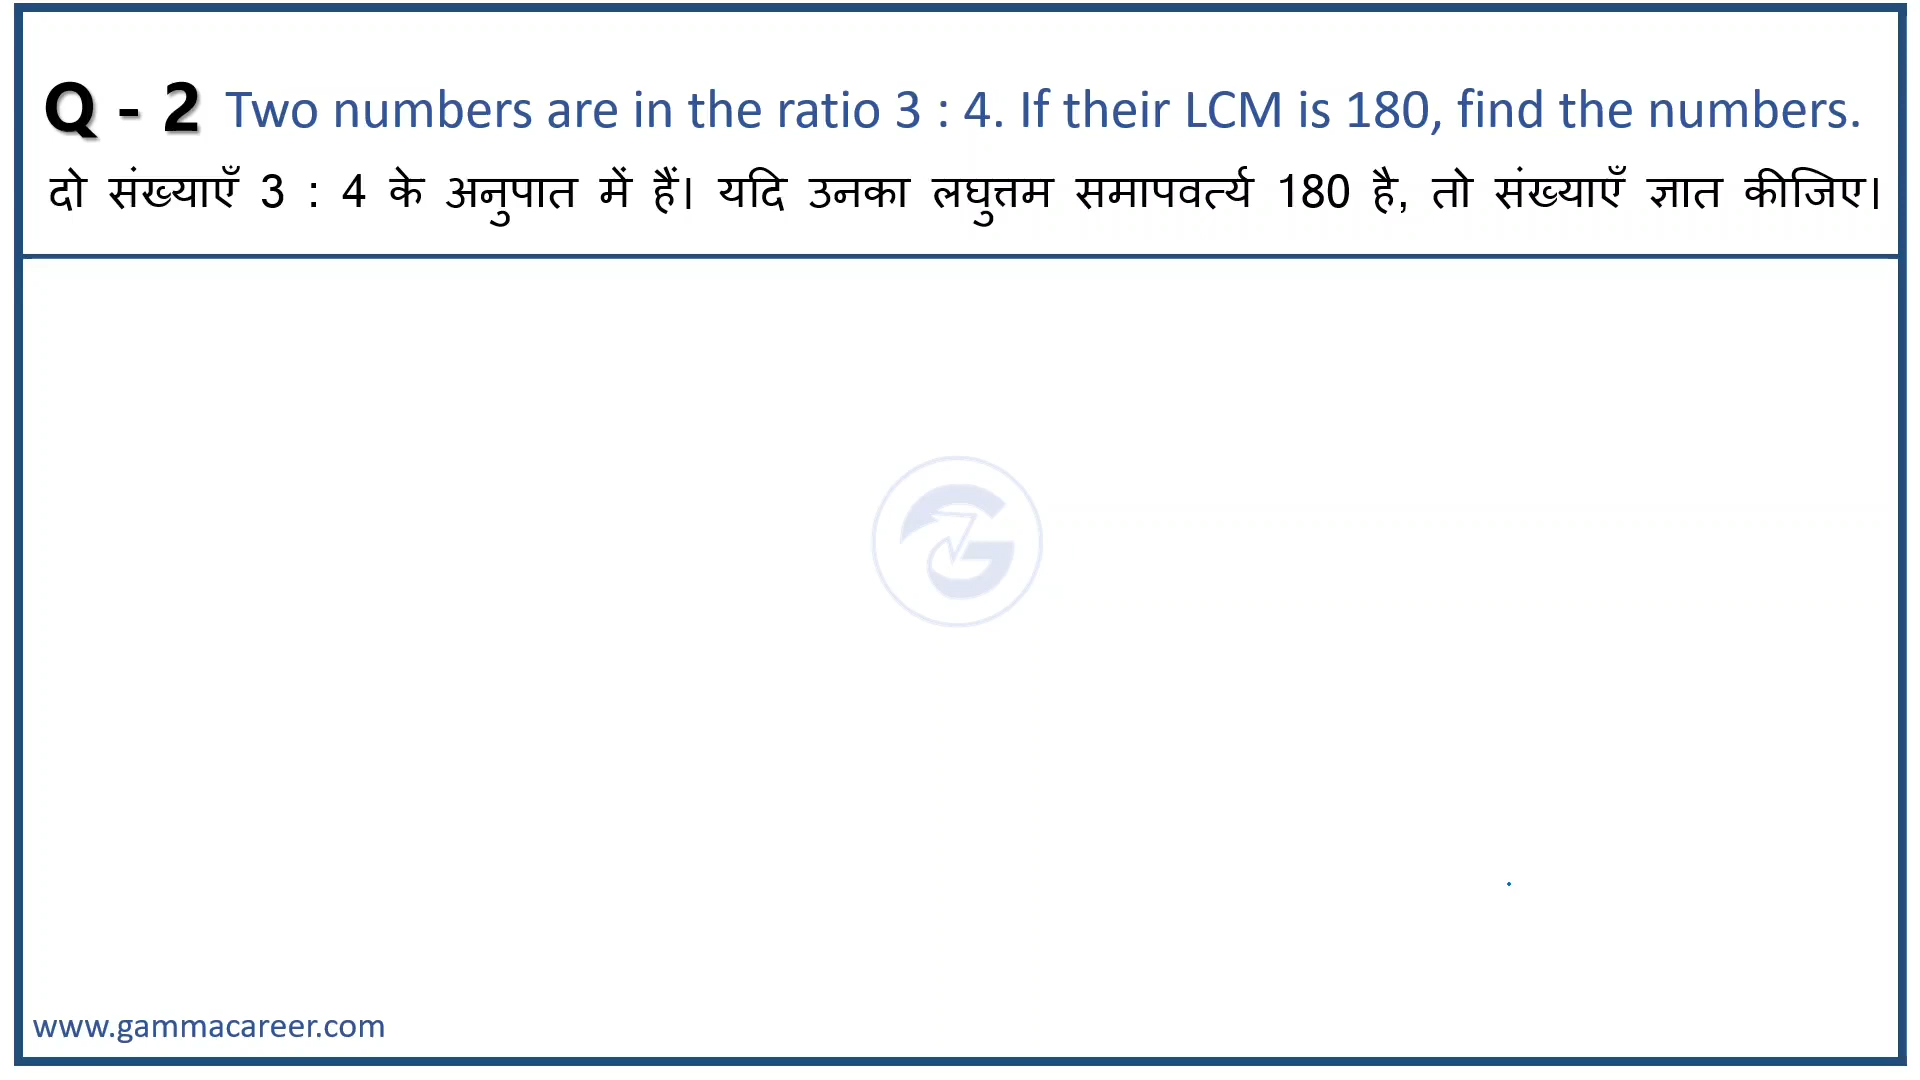 Q - 2 Two numbers are in the ratio 3 : 4. If their LCM is 180, find the numbers.
दो संख्याएँ 3 : 4 के अनुपात में हैं। यदि उनका लघुत्तम समापवर्त्य 180 है, तो संख्याएँ ज्ञात कीजिए।
www.gammacareer.com